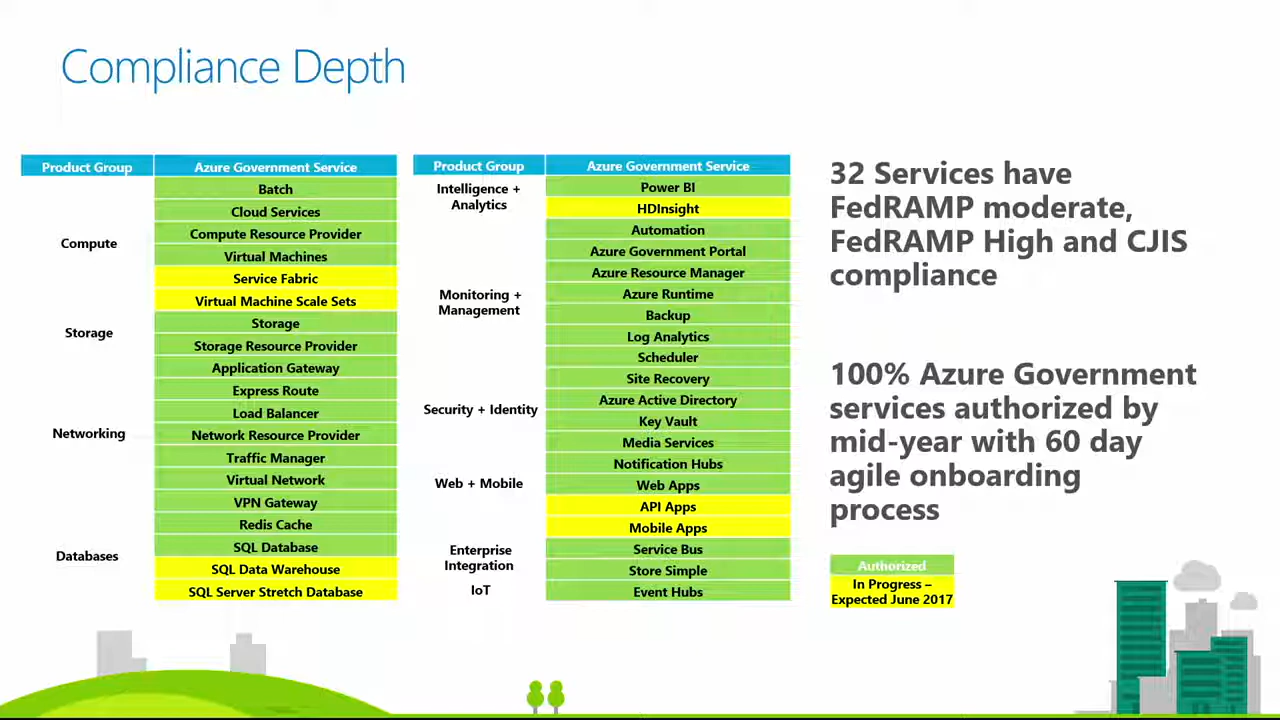 Compliance Depth
Product Group
Azure Government Service
Compute
Batch
Cloud Services
Compute Resource Provider
Virtual Machines
Service Fabric
Virtual Machine Scale Sets
Storage
Storage
Storage Resource Provider
Networking
Application Gateway
Express Route
Load Balancer
Network Resource Provider
Traffic Manager
Virtual Network
VPN Gateway
Databases
Redis Cache
SQL Database
SQL Data Warehouse
SQL Server Stretch Database
Product Group
Azure Government Service
Intelligence +
Analytics
Power BI
HDInsight
Monitoring +
Management
Automation
Azure Government Portal
Azure Resource Manager
Azure Runtime
Backup
Log Analytics
Scheduler
Site Recovery
Security + Identity
Azure Active Directory
Key Vault
Web + Mobile
Media Services
Notification Hubs
Web Apps
API Apps
Mobile Apps
Enterprise
Integration
Service Bus
Store Simple
IoT
Event Hubs
32 Services have
FedRAMP moderate,
FedRAMP High and CJIS
compliance
100% Azure Government
services authorized by
mid-year with 60 day
agile onboarding
process
Authorized
In Progress –
Expected June 2017